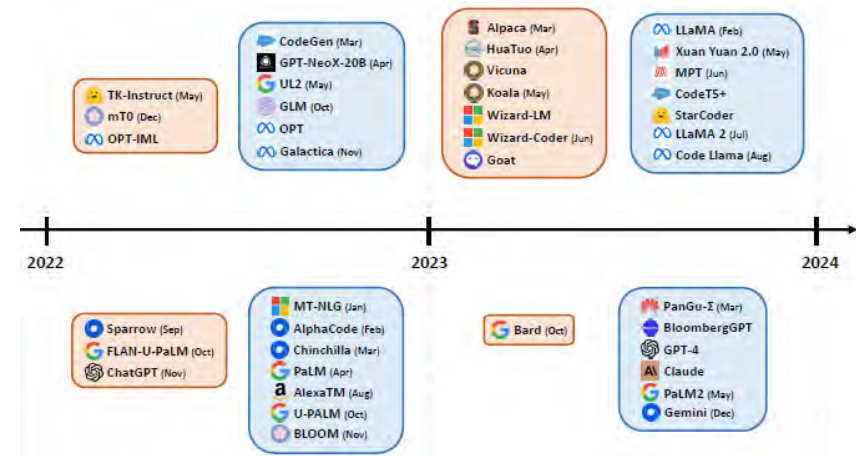 TK-Instruct (May)
mT0 (Dec)
OPT-IML
CodeGen (Mar)
GPT-NeoX-20B (Apr)
UL2 (May)
GLM (Oct)
OPT
Galactica (Nov)
Alpaca (Mar)
HuaTuo (Apr)
Vicuna
Koala (May)
Wizard-LM
Wizard-Coder (Jun)
Goat
LLaMA (Feb)
Xuan Yuan 2.0 (May)
MPT (Jun)
CodeT5+
StarCoder
LLaMA 2 (Jul)
Code Llama (Aug)
2022
2023
2024
Sparrow (Sep)
FLAN-U-PaLM (Oct)
ChatGPT (Nov)
MT-NLG (Jan)
AlphaCode (Feb)
Chinchilla (Mar)
PaLM (Apr)
AlexaTM (Aug)
U-PALM (Oct)
BLOOM (Nov)
Bard (Oct)
PanGu-Σ (Mar)
BloombergGPT
GPT-4
Claude
PaLM2 (May)
Gemini (Dec)